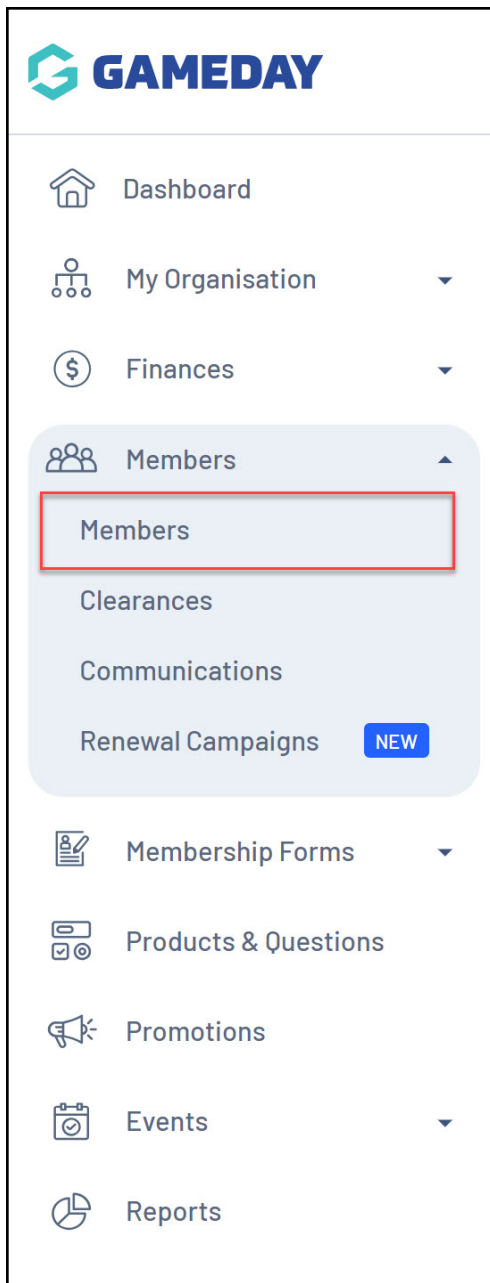 GAMEDAY
Dashboard
My Organisation
Finances
Members
Members
Clearances
Communications
Renewal Campaigns NEW
Membership Forms
Products & Questions
Promotions
Events
Reports